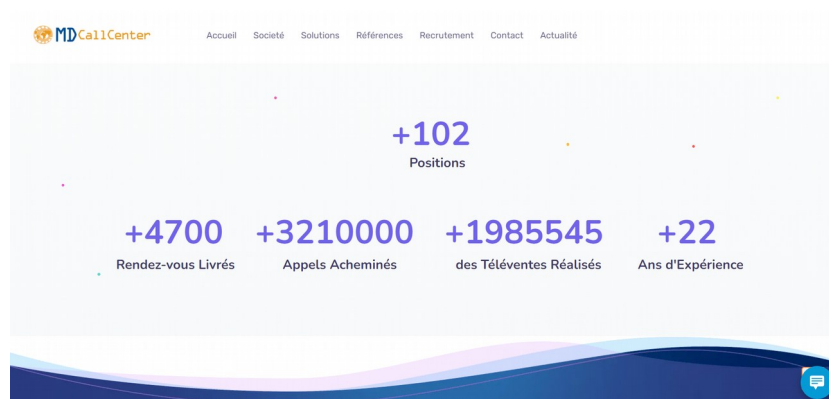 MDCallCenter
Accueil Societé Solutions Références Recrutement Contact Actualité
+102
Positions
+4700 +3210000 +1985545 +22
Rendez-vous Livrés Appels Acheminés des Téléventes Réalisés Ans d'Expérience